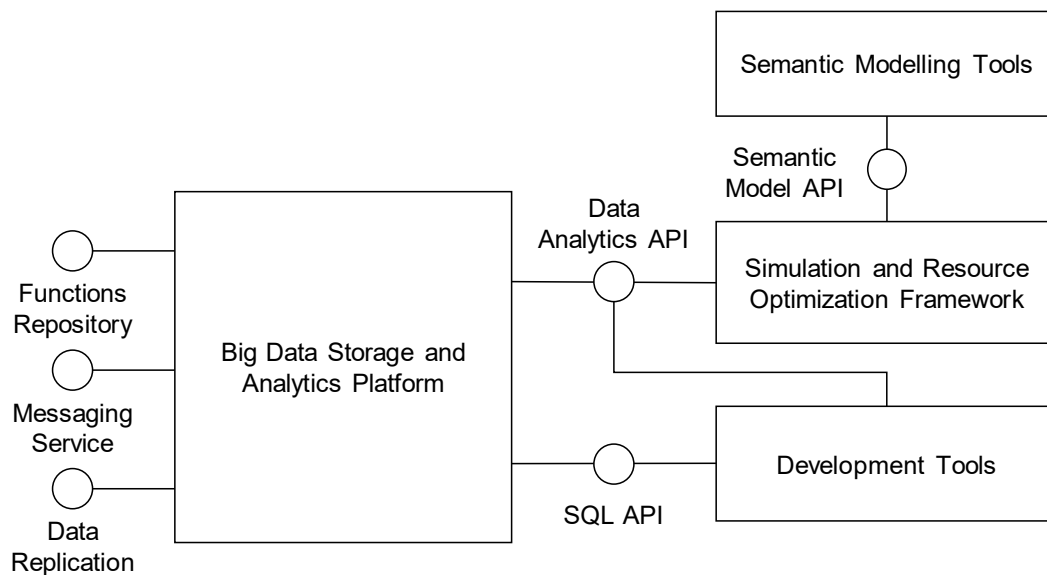 Semantic Modelling Tools
Semantic
Model API
Data
Analytics API
Simulation and Resource
Optimization Framework
Functions
Repository
Big Data Storage and
Analytics Platform
Messaging
Service
Development Tools
SQL API
Data
Replication